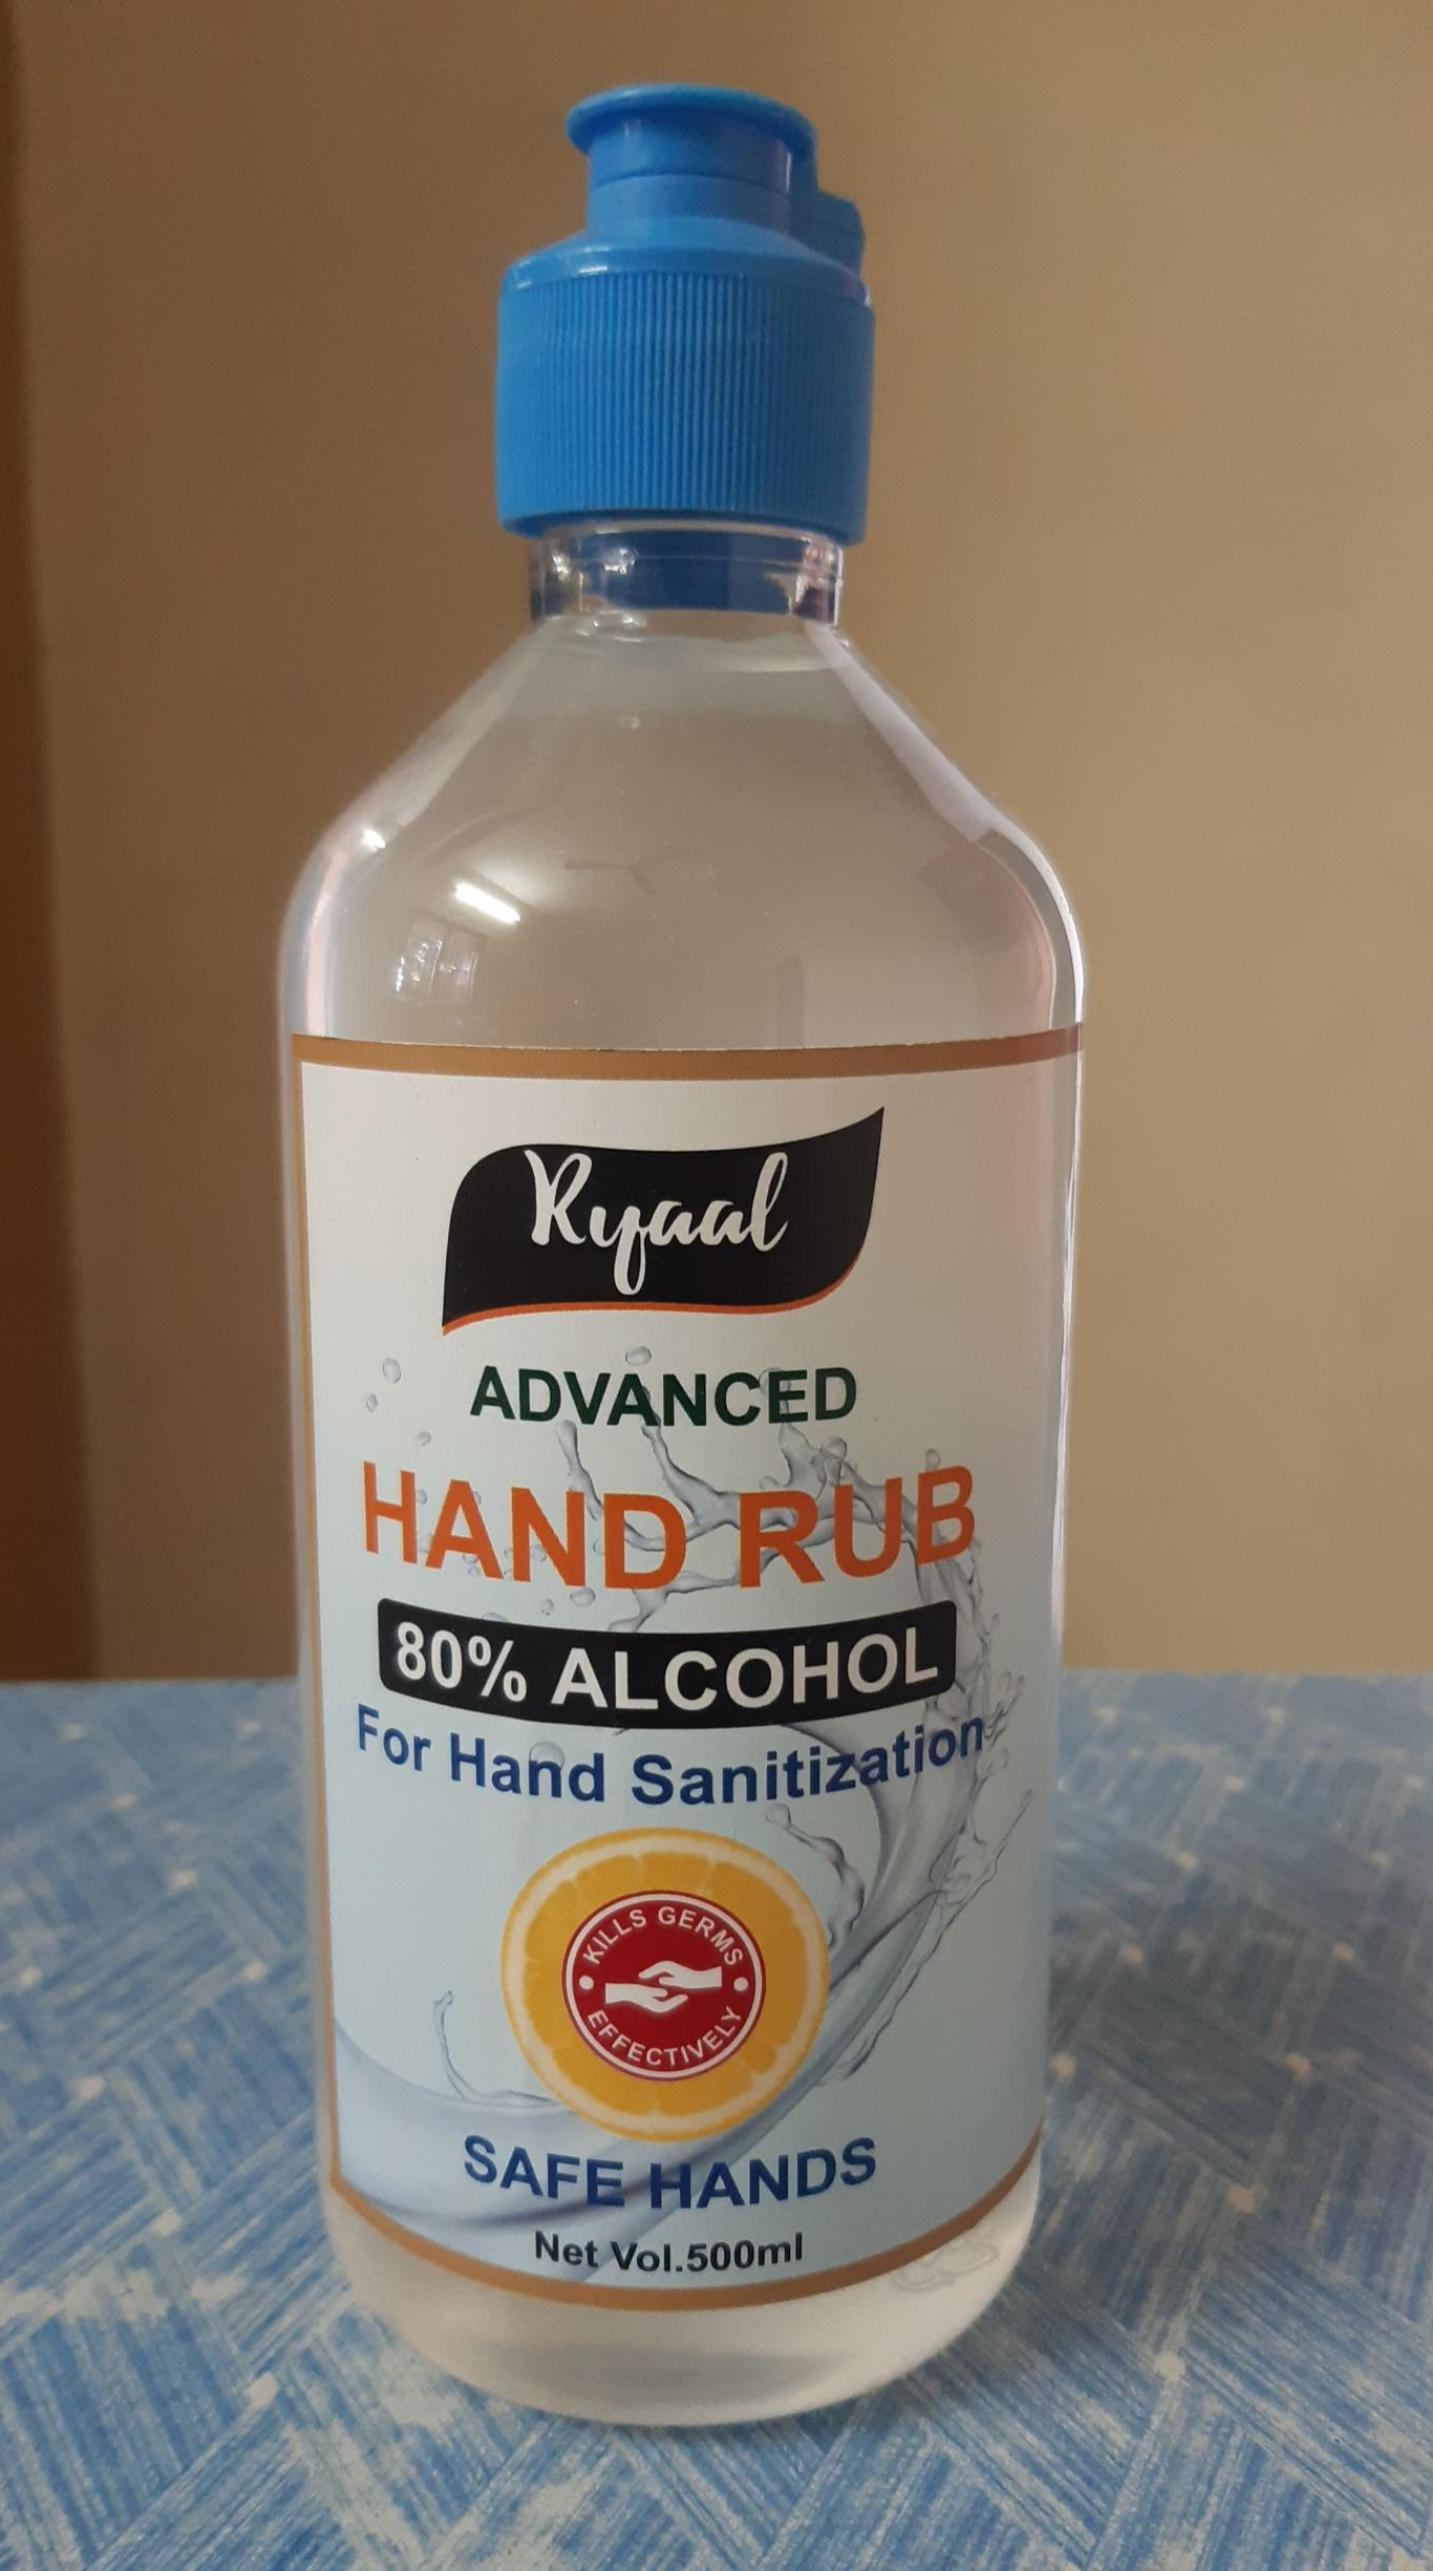 Ryaal
ADVANCED
HAND RUB
80% ALCOHOL
For Hand Sanitization
KILLS GERMS
EFFECTIVELY
SAFE HANDS
Net Vol.500ml